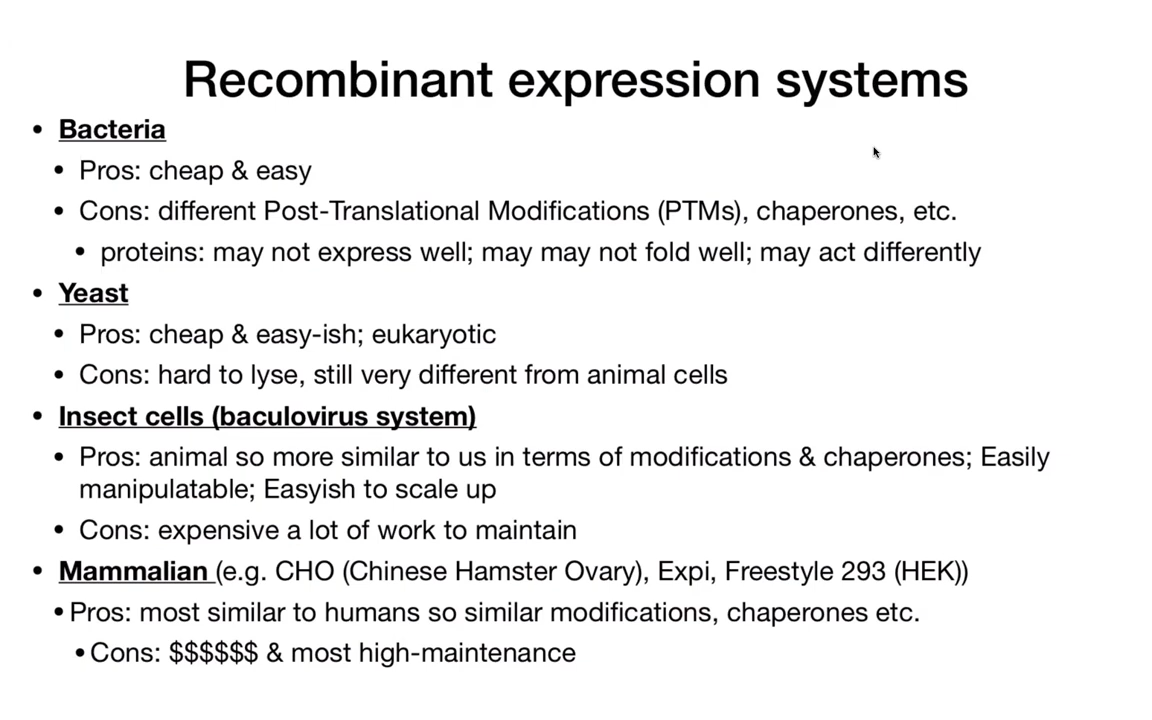 Recombinant expression systems
• Bacteria
• Pros: cheap & easy
• Cons: different Post-Translational Modifications (PTMs), chaperones, etc.
• proteins: may not express well; may may not fold well; may act differently
• Yeast
• Pros: cheap & easy-ish; eukaryotic
• Cons: hard to lyse, still very different from animal cells
• Insect cells (baculovirus system)
• Pros: animal so more similar to us in terms of modifications & chaperones; Easily
manipulatable; Easyish to scale up
• Cons: expensive a lot of work to maintain
• Mammalian (e.g. CHO (Chinese Hamster Ovary), Expi, Freestyle 293 (HEK))
• Pros: most similar to humans so similar modifications, chaperones etc.
• Cons: $$$$$$ & most high-maintenance